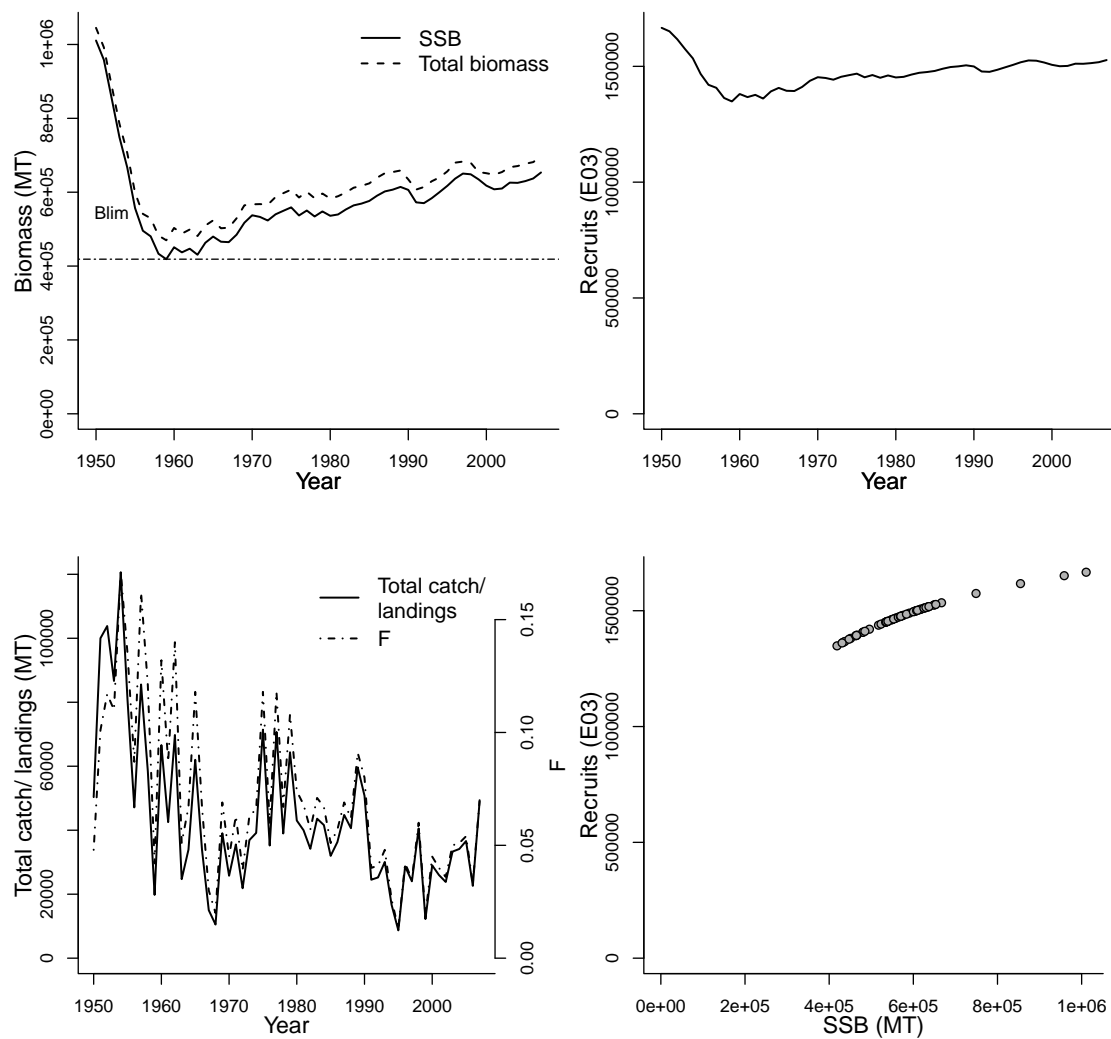 SSB
Total biomass
Blim
Biomass (MT)
0e+00 2e+05 4e+05 6e+05 8e+05 1e+06
1950 1960 1970 1980 1990 2000
Year
Recruits (E03)
0 500000 1000000 1500000
1950 1960 1970 1980 1990 2000
Year
Total catch/
landings
F
Total catch/ landings (MT)
0 20000 60000 100000
0.00 0.05 0.10 0.15
F
1950 1960 1970 1980 1990 2000
Year
Recruits (E03)
0 500000 1000000 1500000
0e+00 2e+05 4e+05 6e+05 8e+05 1e+06
SSB (MT)